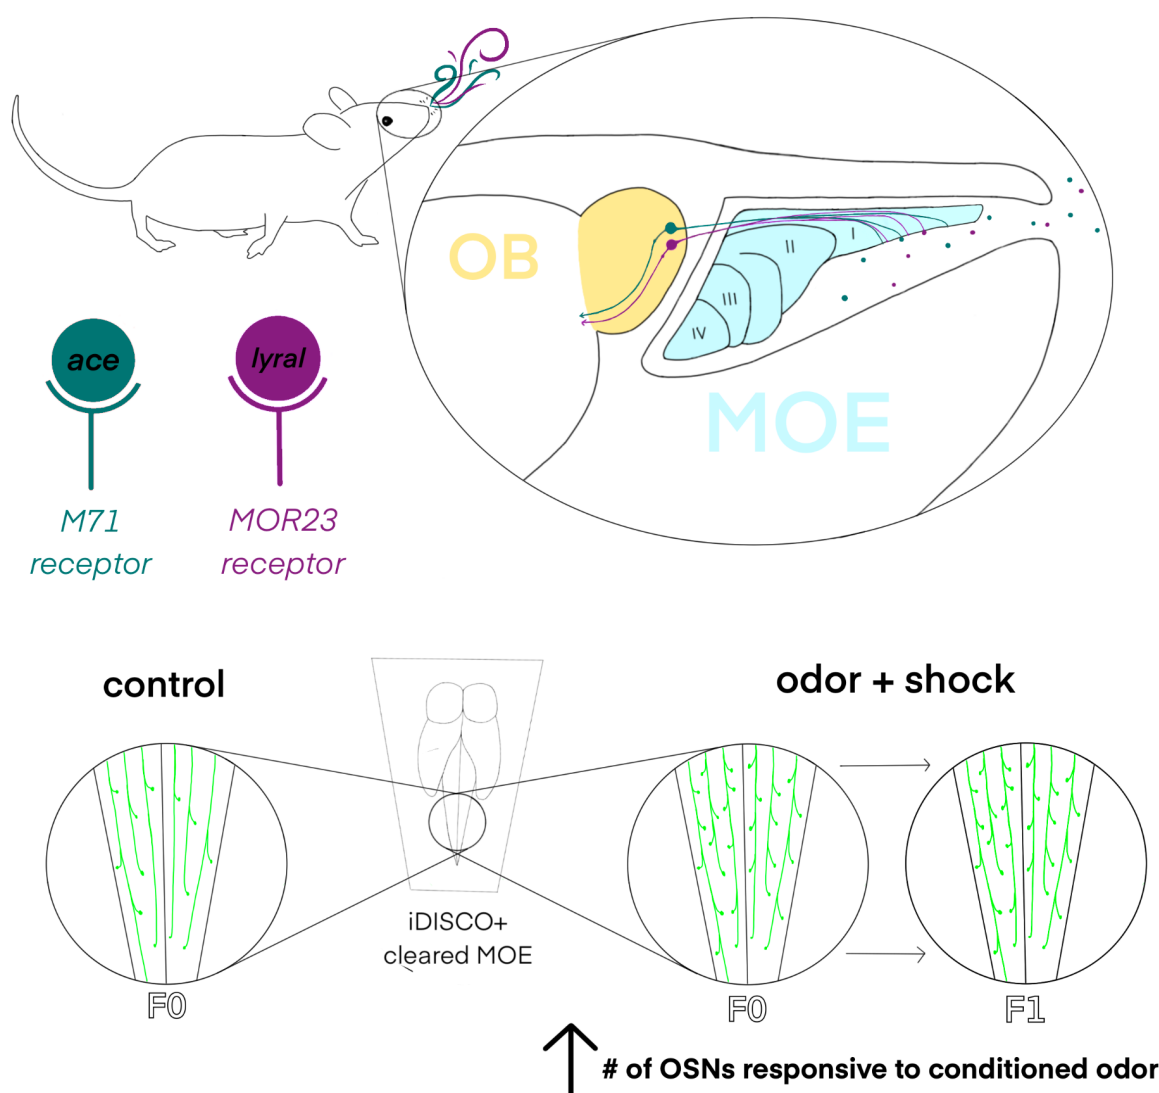 OB
I
II
III
IV
MOE
ace
lyral
M71
receptor
MOR23
receptor
control
odor + shock
iDISCO+
cleared MOE
F0
F0
F1
# of OSNs responsive to conditioned odor